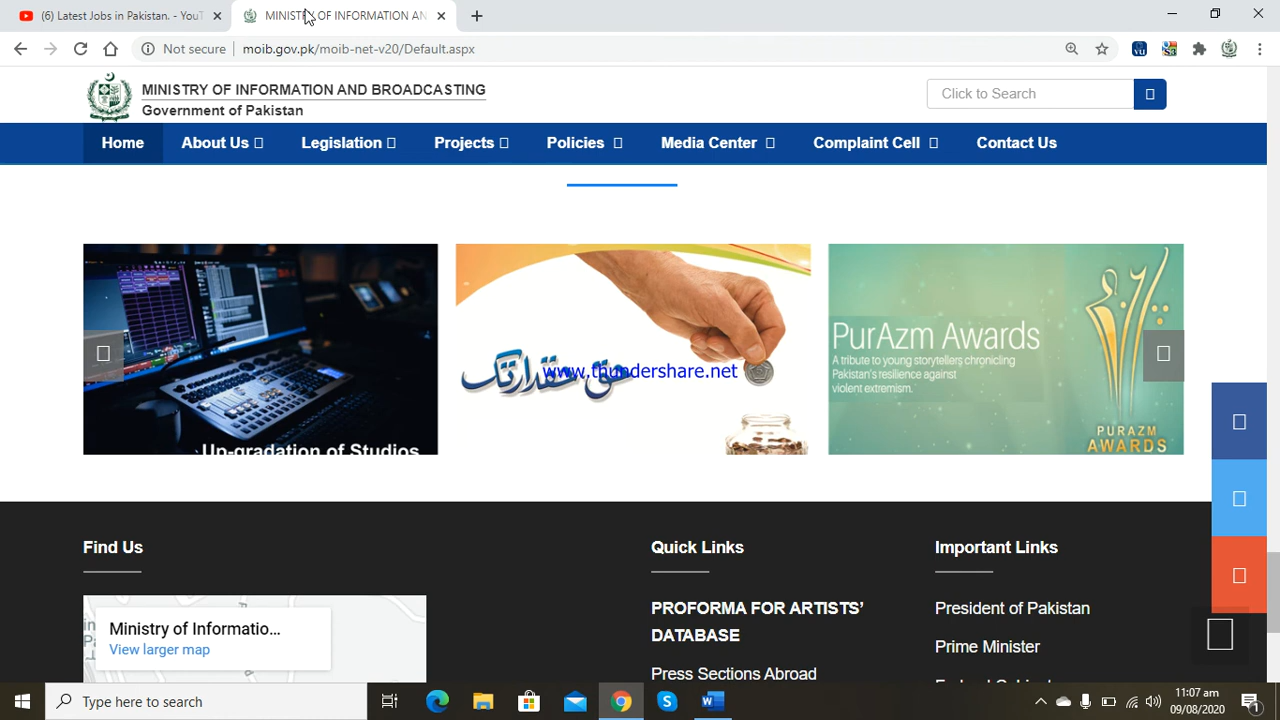 (6) Latest Jobs in Pakistan. - YouT
MINISTRY OF INFORMATION AN
Not secure
moib.gov.pk/moib-net-v20/Default.aspx
MINISTRY OF INFORMATION AND BROADCASTING
Government of Pakistan
Click to Search
Home
About Us
Legislation
Projects
Policies
Media Center
Complaint Cell
Contact Us
Up-gradation of Studios
حق حقدار تک
www.thundershare.net
PurAzm Awards
A tribute to young storytellers chronicling
Pakistan's resilience against
violent extremism.
PURAZM
AWARDS
Find Us
Ministry of Informatio...
View larger map
Quick Links
PROFORMA FOR ARTISTS'
DATABASE
Press Sections Abroad
Important Links
President of Pakistan
Prime Minister
Type here to search
11:07 am
09/08/2020